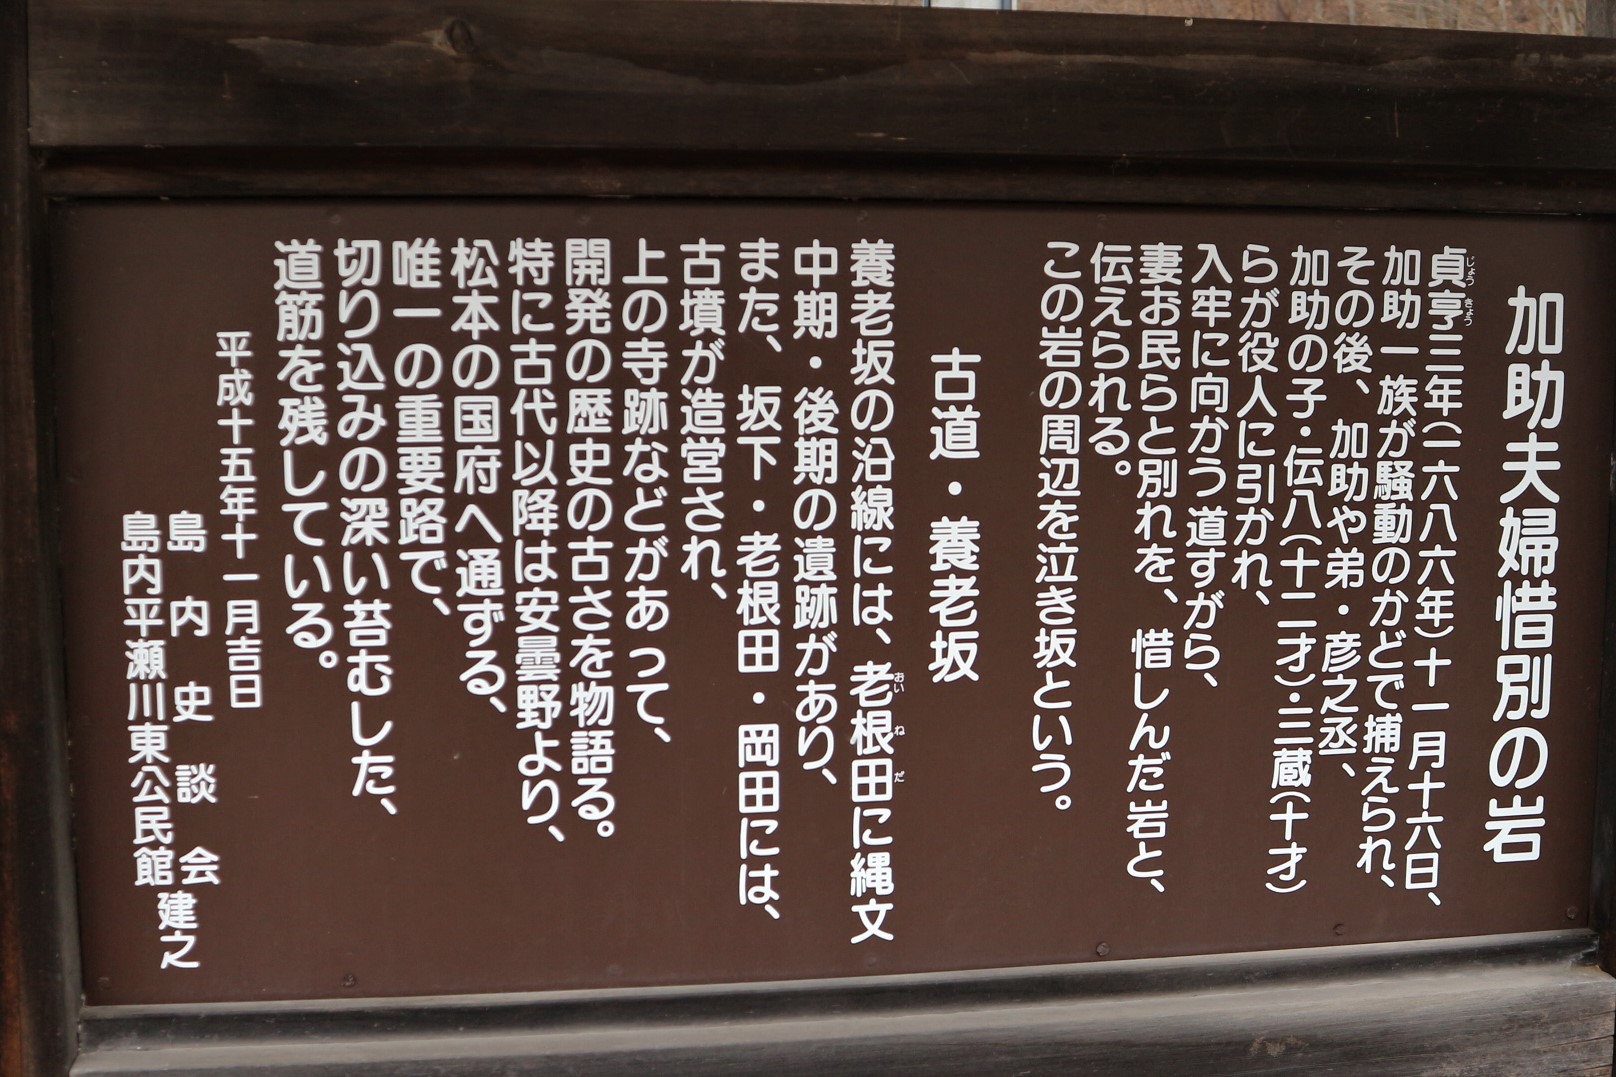 加助夫婦惜別の岩
貞享三年(一六八六年)十一月十六日、
加助一族が騒動のかどで捕えられ、
その後、加助や弟・彦之丞、
加助の子・伝八(十二才)・三蔵(十才)
らが役人に引かれ、
入牢に向かう道すがら、
妻お民らと別れを、惜しんだ岩と、
伝えられる。
この岩の周辺を泣き坂という。
古道・養老坂
養老坂の沿線には、老根田に縄文
中期・後期の遺跡があり、
また、坂下・老根田・岡田には、
古墳が造営され、
上の寺跡などがあって、
開発の歴史の古さを物語る。
特に古代以降は安曇野より、
松本の国府へ通ずる、
唯一の重要路で、
切り込みの深い苔むした、
道筋を残している。
平成十五年十一月吉日
島内史談会
島内平瀬川東公民館
建之
じょうきょう
おいねだ